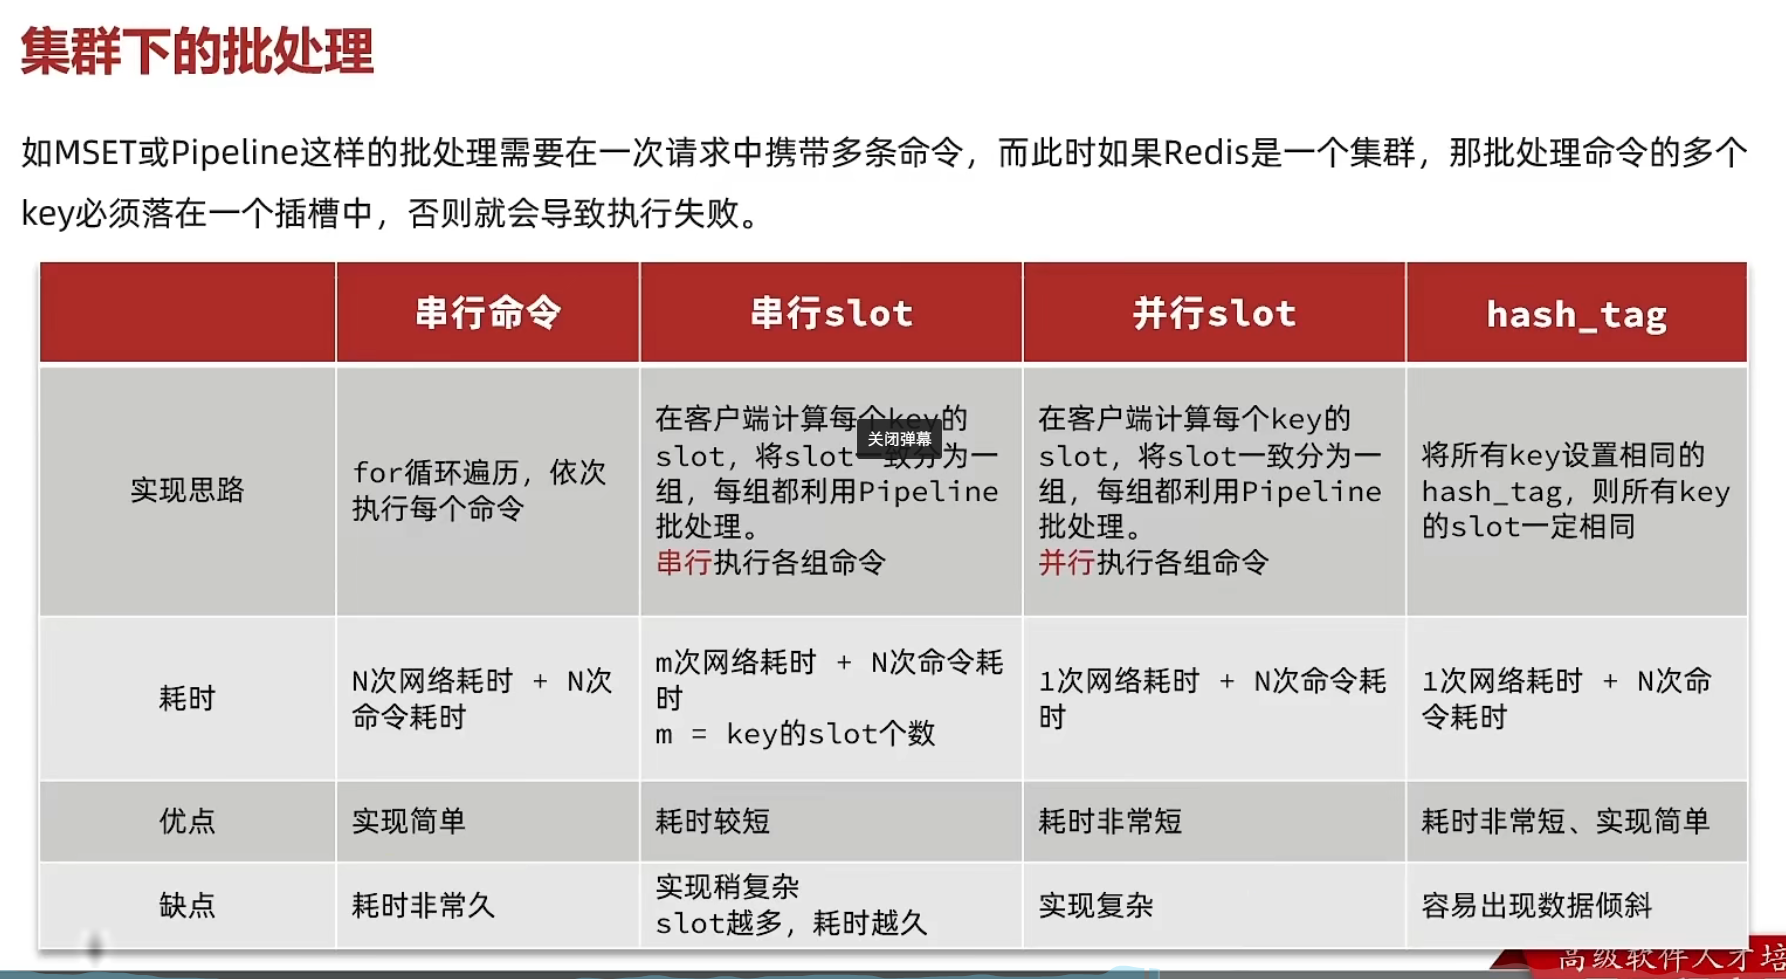 集群下的批处理
如MSET或Pipeline这样的批处理需要在一次请求中携带多条命令，而此时如果Redis是一个集群，那批处理命令的多个
key必须落在一个插槽中，否则就会导致执行失败。
串行命令
串行slot
并行slot
hash_tag
实现思路
for循环遍历，依次
执行每个命令
在客户端计算每个key的
slot，将slot一致分为一
组，每组都利用Pipeline
批处理。
串行执行各组命令
关闭弹幕
在客户端计算每个key的
slot，将slot一致分为一
组，每组都利用Pipeline
批处理。
并行执行各组命令
将所有key设置相同的
hash_tag，则所有key
的slot一定相同
耗时
N次网络耗时 + N次
命令耗时
m次网络耗时 + N次命令耗
时
m = key的slot个数
1次网络耗时 + N次命令耗
时
1次网络耗时 + N次命
令耗时
优点
实现简单
耗时较短
耗时非常短
耗时非常短、实现简单
缺点
耗时非常久
实现稍复杂
slot越多，耗时越久
实现复杂
容易出现数据倾斜
高级软件人才培